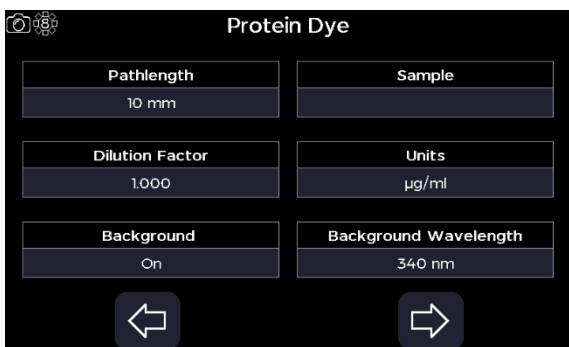 8
Protein Dye
Pathlength
10 mm
Sample
Dilution Factor
1.000
Units
µg/ml
Background
On
Background Wavelength
340 nm